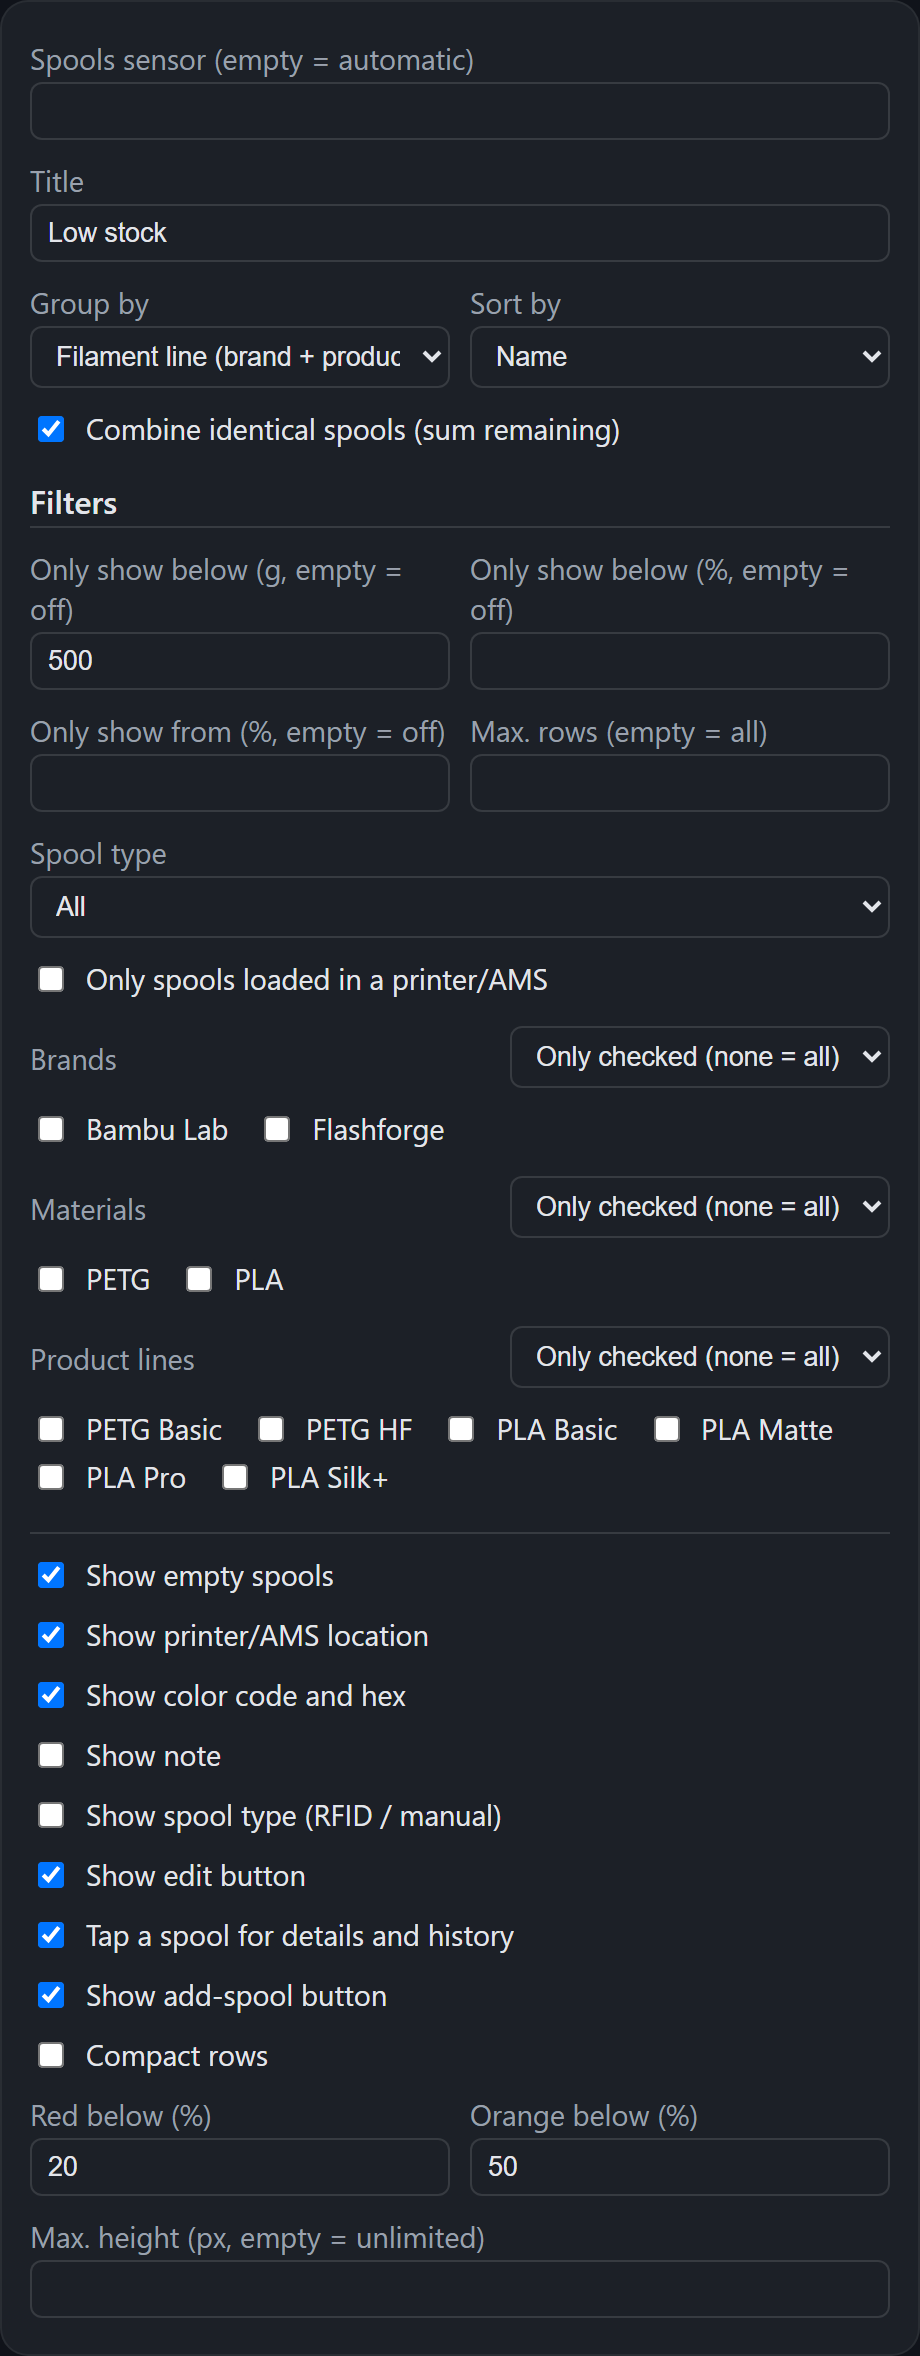 Spools sensor (empty = automatic)
Title
Low stock
Group by
Sort by
Filament line (brand + produc
Name
Combine identical spools (sum remaining)
Filters
Only show below (g, empty =
off)
Only show below (%, empty =
off)
500
Only show from (%, empty = off)
Max. rows (empty = all)
Spool type
All
Only spools loaded in a printer/AMS
Brands
Only checked (none = all)
Bambu Lab
Flashforge
Materials
Only checked (none = all)
PETG
PLA
Product lines
Only checked (none = all)
PETG Basic
PETG HF
PLA Basic
PLA Matte
PLA Pro
PLA Silk+
Show empty spools
Show printer/AMS location
Show color code and hex
Show note
Show spool type (RFID / manual)
Show edit button
Tap a spool for details and history
Show add-spool button
Compact rows
Red below (%)
Orange below (%)
20
50
Max. height (px, empty = unlimited)